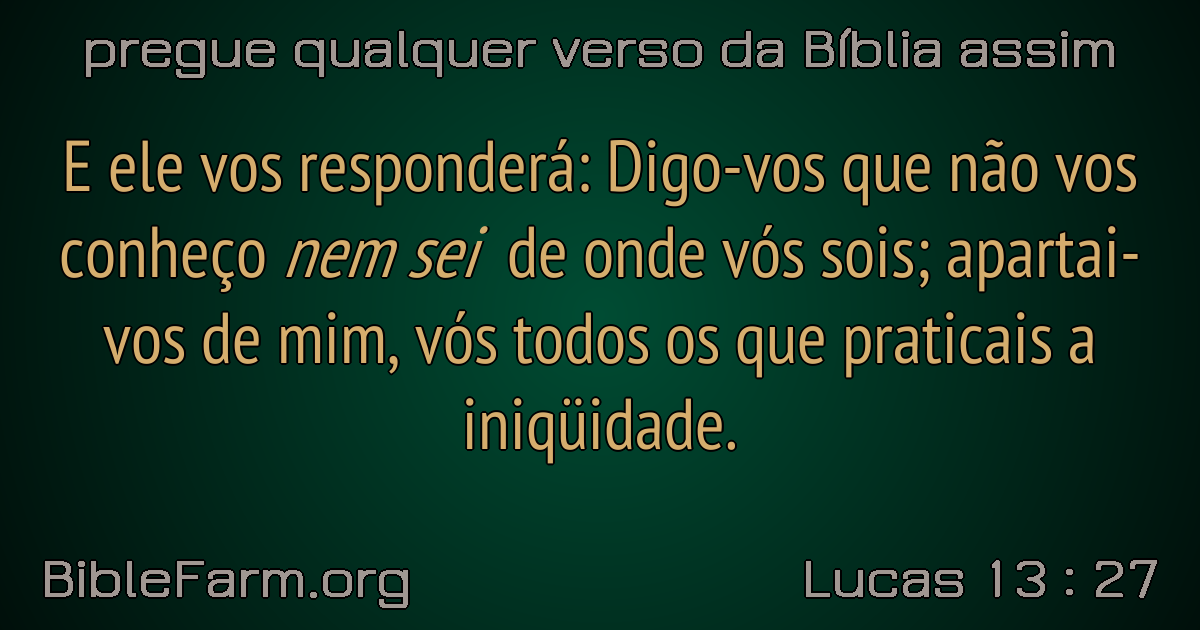 pregue qualquer verso da Bíblia assim
E ele vos responderá: Digo-vos que não vos
conheço nem sei de onde vós sois; apartai-
vos de mim, vós todos os que praticais a
iniqüidade.
BibleFarm.org
Lucas 13 : 27